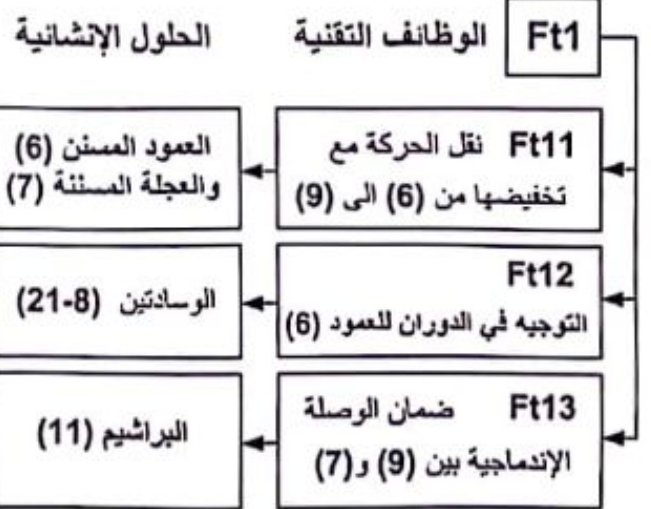 Ft1 الوظائف التقنية الحلول الإنشائية
Ft11 نقل الحركة مع
تخفيضها من (6) الى (9)
العمود المسنن (6)
والعجلة المسننة (7)
Ft12
التوجيه في الدوران للعمود (6)
الوسادتين (8-21)
Ft13 ضمان الوصلة
الإندماجية بين (9) و(7)
البراشيم (11)